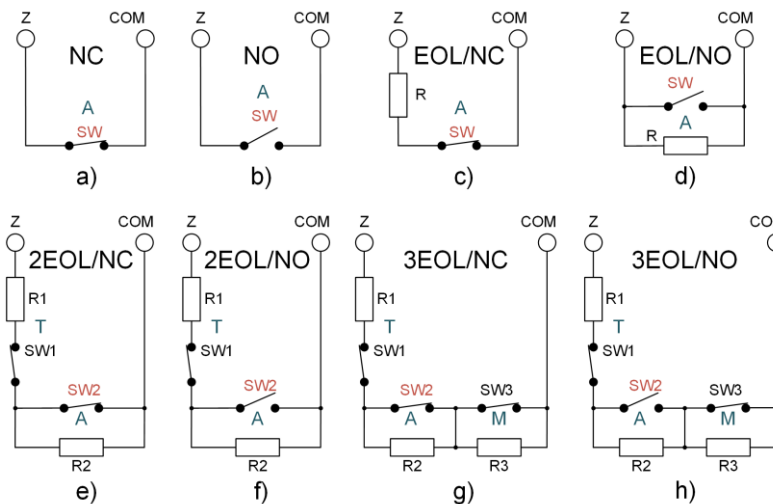 Z COM Z COM Z COM Z COM
NC NO EOL/NC EOL/NO
A SW
A SW
R A SW
SW A R
a) b) c) d)
Z COM Z COM Z COM Z COM
2EOL/NC 2EOL/NO 3EOL/NC 3EOL/NO
R1 R1 R1 R1
T T T T
SW1 SW1 SW1 SW1
SW2 SW2 SW2 SW3 SW2 SW3
A A A M A M
R2 R2 R2 R3 R2 R3
e) f) g) h)